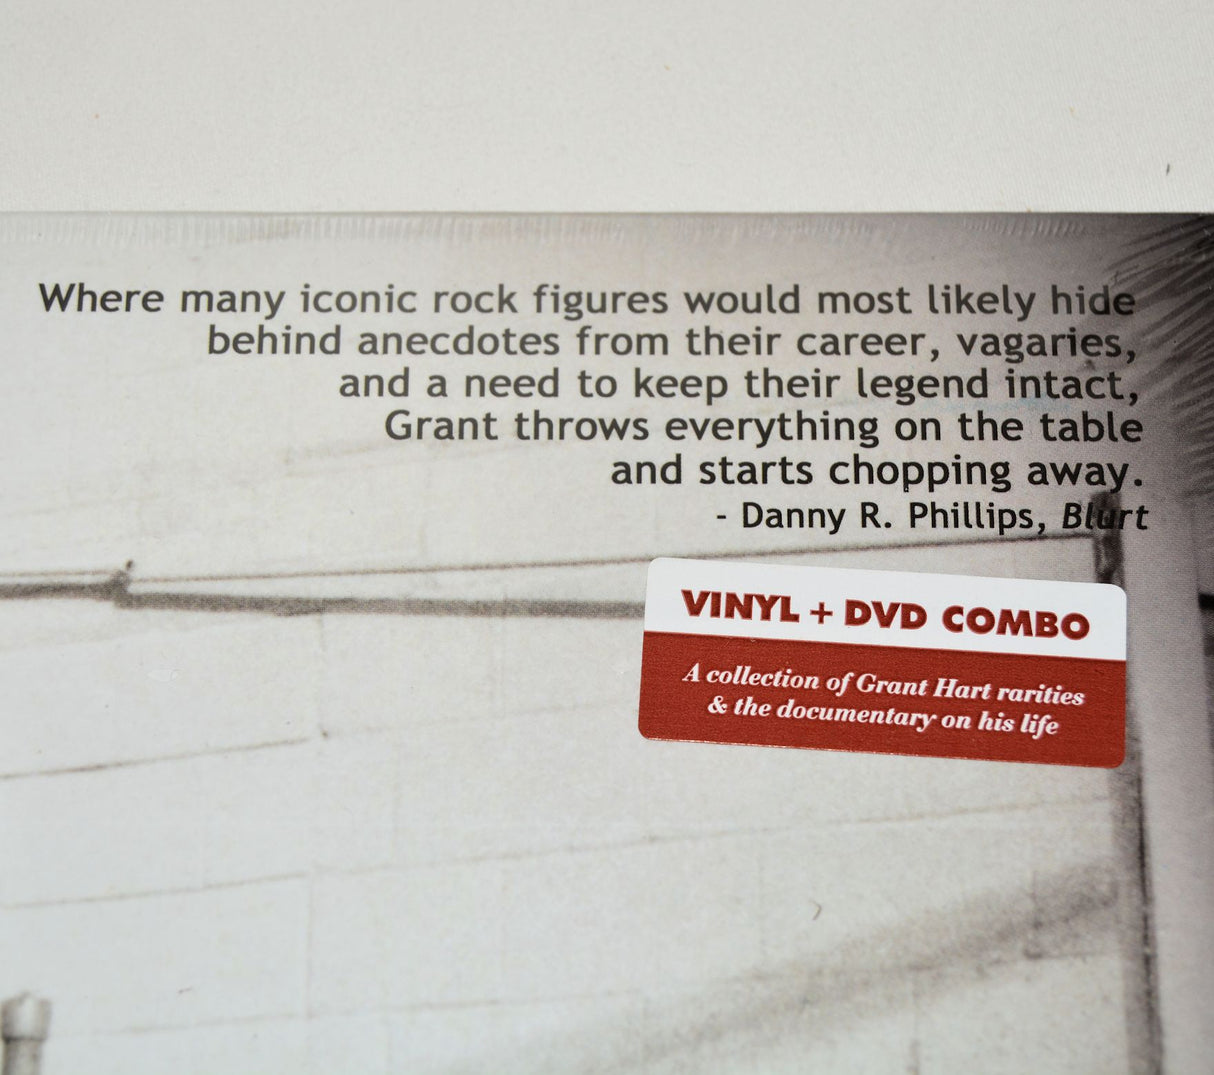 Where many iconic rock figures would most likely hide
behind anecdotes from their career, vagaries,
and a need to keep their legend intact,
Grant throws everything on the table
and starts chopping away.
- Danny R. Phillips, Blurt
VINYL + DVD COMBO
A collection of Grant Hart rarities
& the documentary on his life